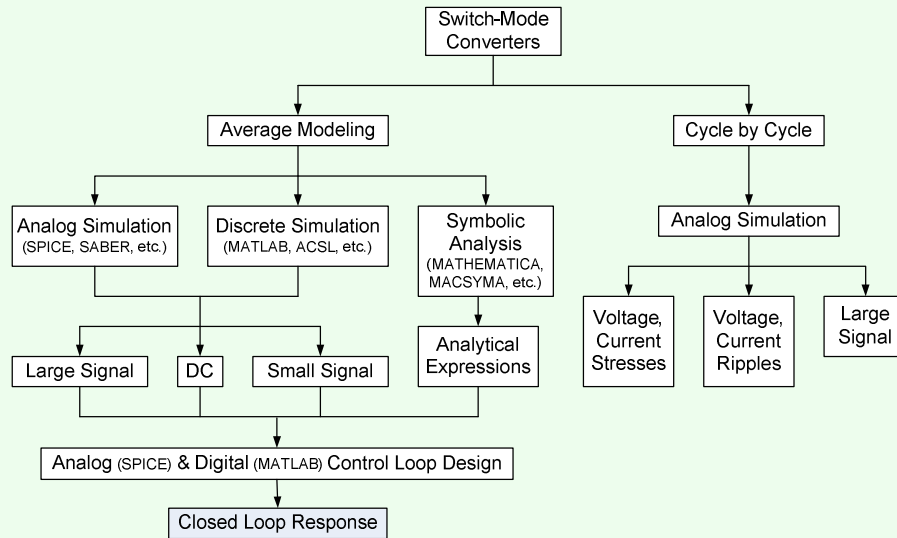 Switch-Mode
Converters
Average Modeling
Cycle by Cycle
Analog Simulation
(SPICE, SABER, etc.)
Discrete Simulation
(MATLAB, ACSL, etc.)
Symbolic
Analysis
(MATHEMATICA,
MACSYMA, etc.)
Analog Simulation
Large Signal
DC
Small Signal
Analytical
Expressions
Voltage,
Current
Stresses
Voltage,
Current
Ripples
Large
Signal
Analog (SPICE) & Digital (MATLAB) Control Loop Design
Closed Loop Response